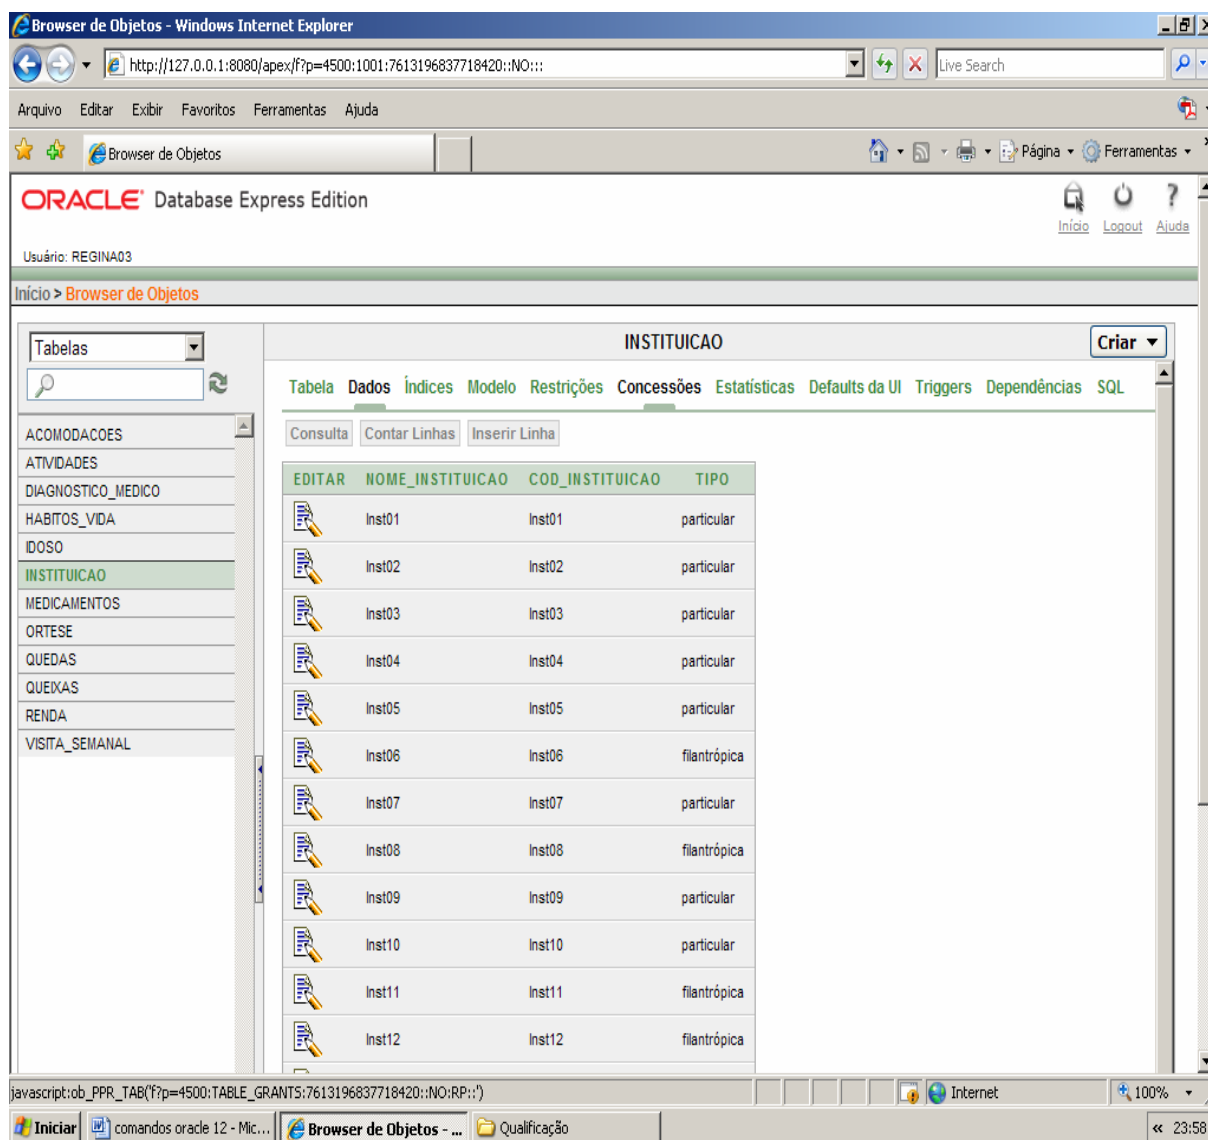 Browser de Objetos - Windows Internet Explorer
http://127.0.0.1:8080/apex/f?p=4500:1001:7613196837718420::NO:::
Live Search
Arquivo Editar Exibir Favoritos Ferramentas Ajuda
Browser de Objetos
Página Ferramentas
ORACLE Database Express Edition
Início Logout Ajuda
Usuário: REGINA03
Início > Browser de Objetos
Tabelas
INSTITUICAO
Criar
Tabela Dados Índices Modelo Restrições Concessões Estatísticas Defaults da UI Triggers Dependências SQL
Consulta Contar Linhas Inserir Linha
ACOMODACOES
ATIVIDADES
DIAGNOSTICO_MEDICO
HABITOS_VIDA
IDOSO
INSTITUICAO
MEDICAMENTOS
ORTESE
QUEDAS
QUEIXAS
RENDA
VISITA_SEMANAL
EDITAR NOME_INSTITUICAO COD_INSTITUICAO TIPO
Inst01 Inst01 particular
Inst02 Inst02 particular
Inst03 Inst03 particular
Inst04 Inst04 particular
Inst05 Inst05 particular
Inst06 Inst06 filantrópica
Inst07 Inst07 particular
Inst08 Inst08 filantrópica
Inst09 Inst09 particular
Inst10 Inst10 particular
Inst11 Inst11 filantrópica
Inst12 Inst12 filantrópica
javascript:ob_PPR_TAB('f?p=4500:TABLE_GRANTS:7613196837718420::NO:RP::')
Internet
100%
Iniciar
comandos oracle 12 - Mic...
Browser de Objetos - ...
Qualificação
« 23:58